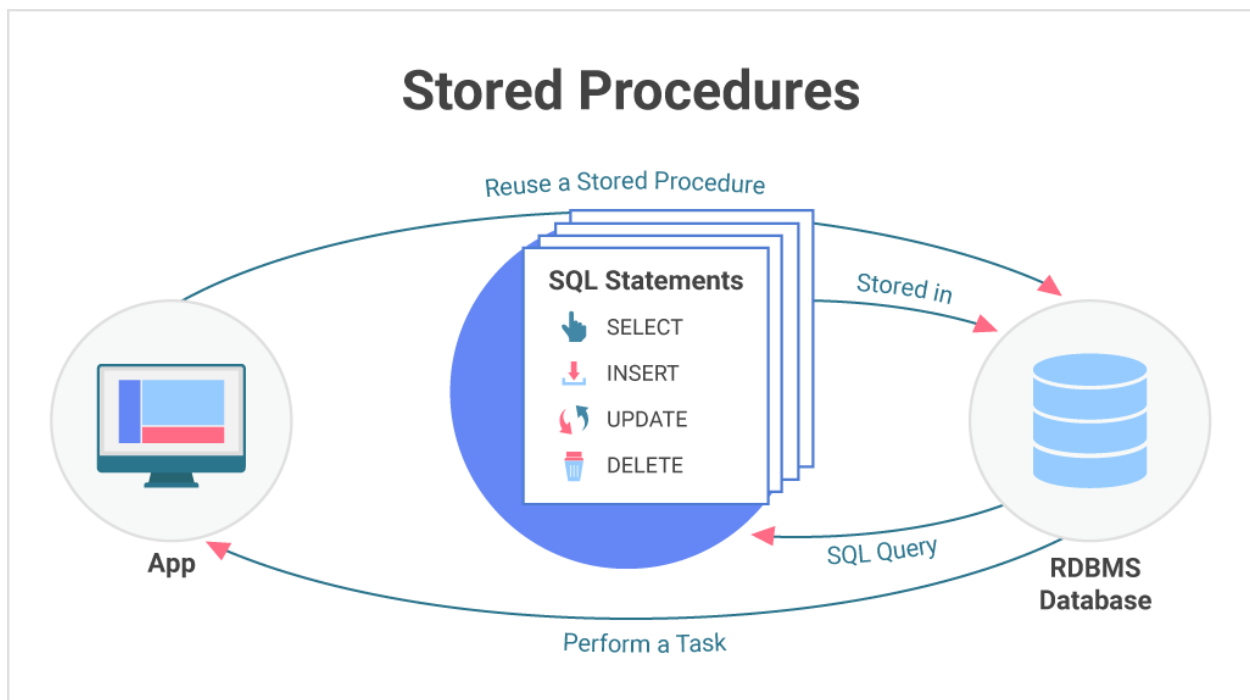 Stored Procedures
Reuse a Stored Procedure
SQL Statements
SELECT
INSERT
UPDATE
DELETE
Stored in
App
SQL Query
RDBMS
Database
Perform a Task